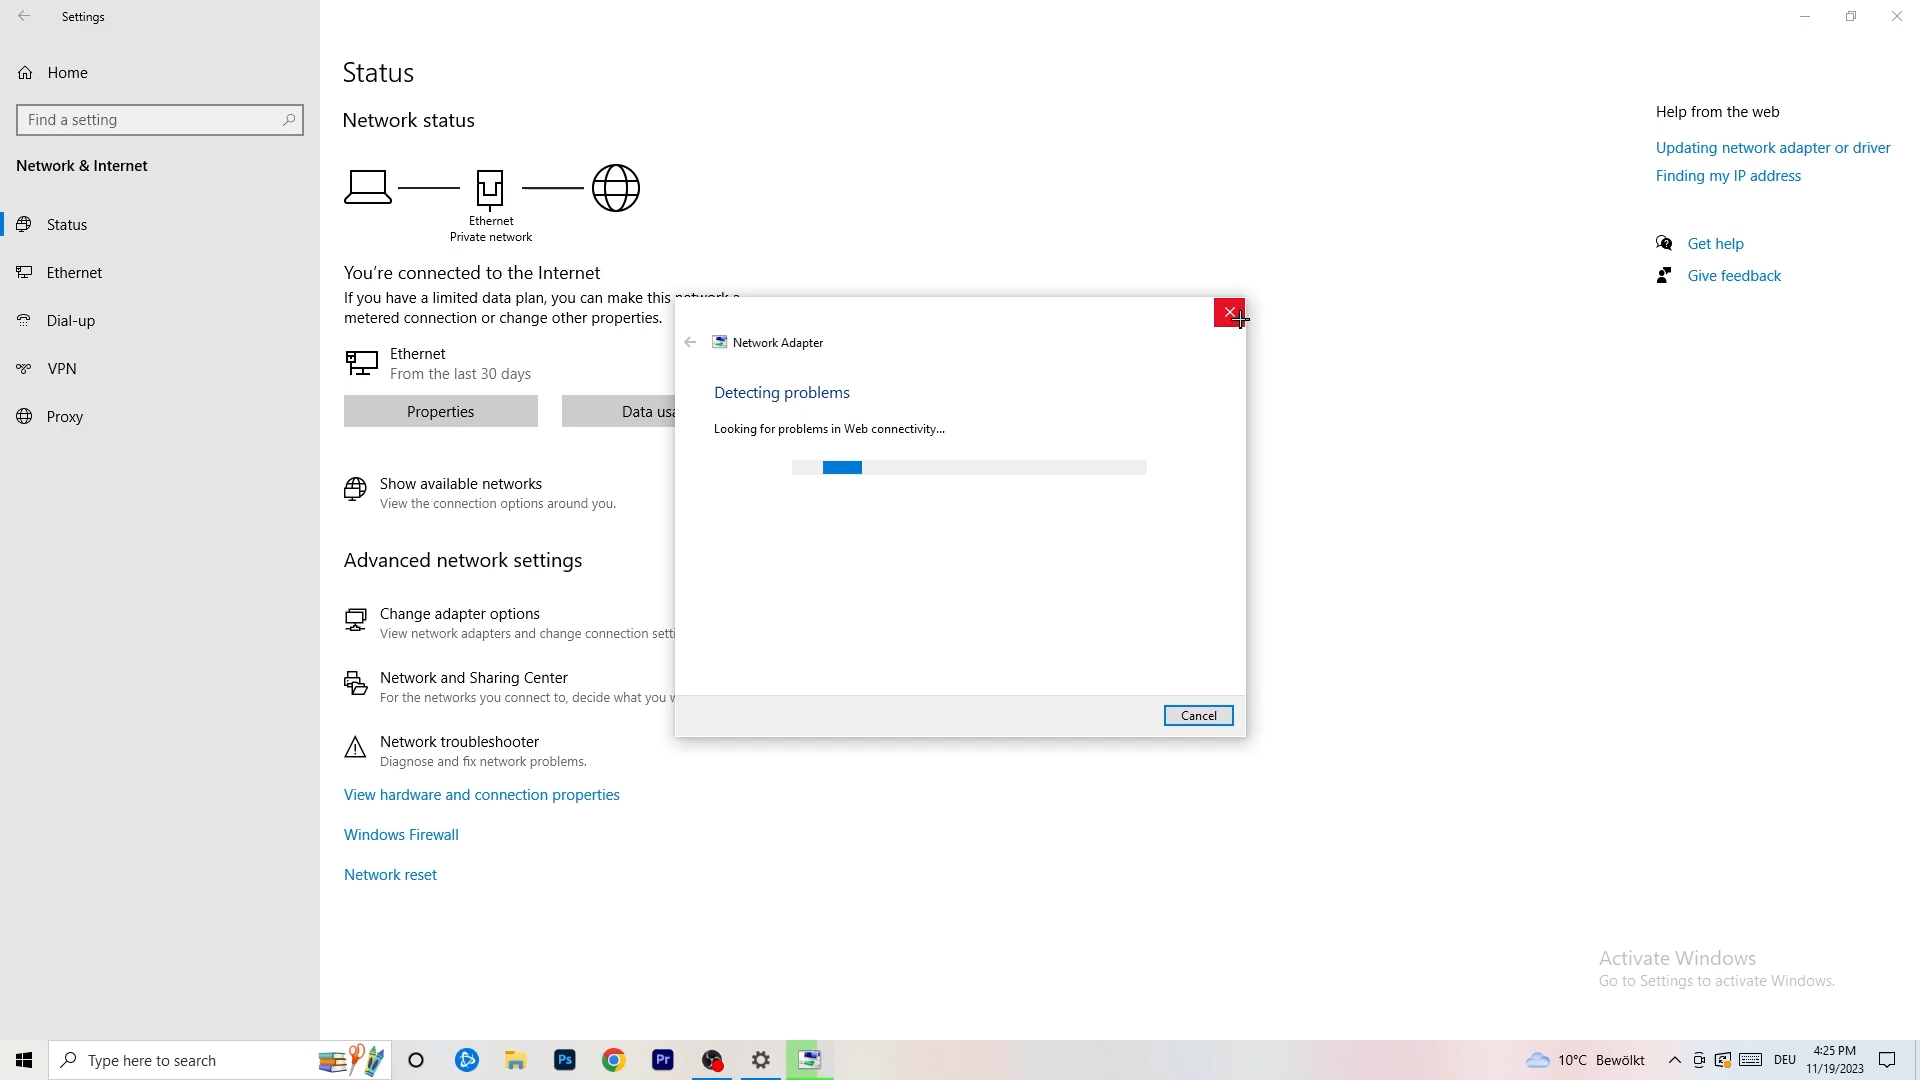 Settings
Home
Find a setting
Network & Internet
Status
Ethernet
Dial-up
VPN
Proxy
Status
Network status
Ethernet
Private network
You're connected to the Internet
If you have a limited data plan, you can make this network a
metered connection or change other properties.
Ethernet
From the last 30 days
Properties
Data usa
Show available networks
View the connection options around you.
Advanced network settings
Change adapter options
View network adapters and change connection setti
Network and Sharing Center
For the networks you connect to, decide what you w
Network troubleshooter
Diagnose and fix network problems.
View hardware and connection properties
Windows Firewall
Network reset
Network Adapter
Detecting problems
Looking for problems in Web connectivity...
Cancel
Help from the web
Updating network adapter or driver
Finding my IP address
Get help
Give feedback
Activate Windows
Go to Settings to activate Windows.
Type here to search
Ps
Pr
10°C Bewölkt
DEU
4:25 PM
11/19/2023